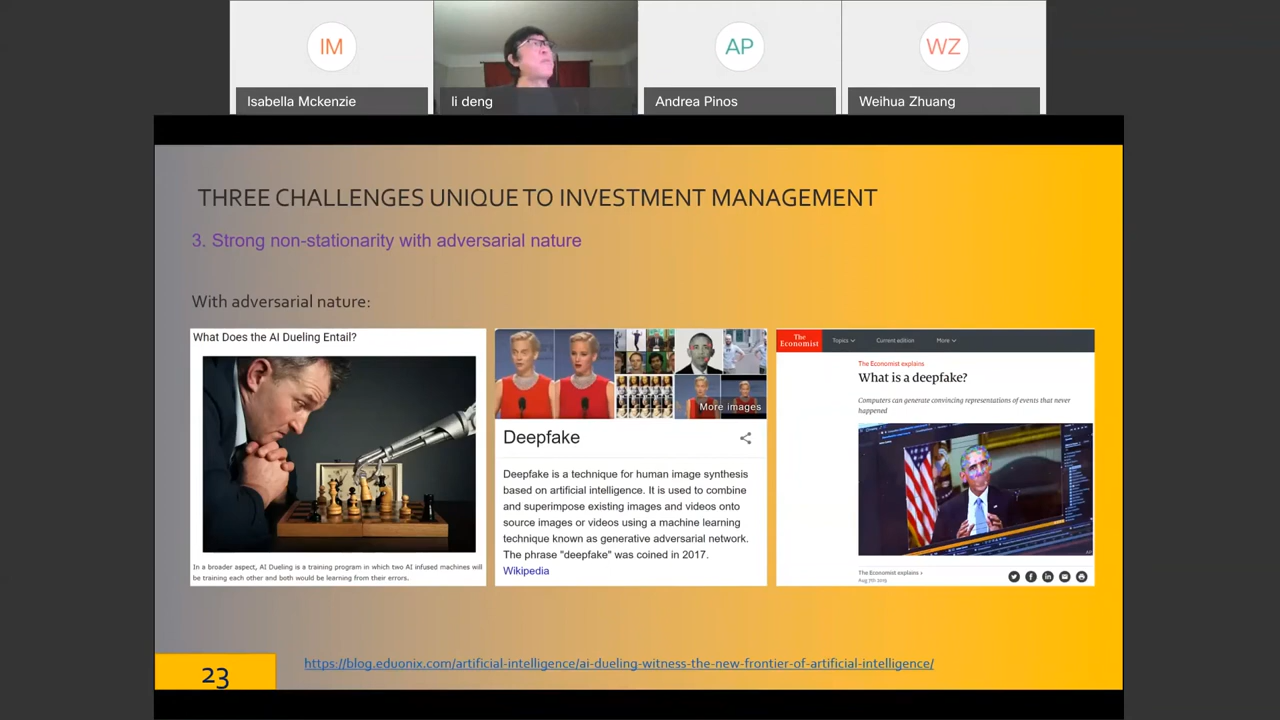 IM
AP
WZ
Isabella Mckenzie
li deng
Andrea Pinos
Weihua Zhuang
THREE CHALLENGES UNIQUE TO INVESTMENT MANAGEMENT
3. Strong non-stationarity with adversarial nature
With adversarial nature:
What Does the AI Dueling Entail?
In a broader aspect, AI Dueling is a training program in which two AI infused machines will
be training each other and both would be learning from their errors.
More images
Deepfake
Deepfake is a technique for human image synthesis
based on artificial intelligence. It is used to combine
and superimpose existing images and videos onto
source images or videos using a machine learning
technique known as generative adversarial network.
The phrase "deepfake" was coined in 2017.
Wikipedia
The
Economist
Topics
Current edition
More
The Economist explains
What is a deepfake?
Computers can generate convincing representations of events that never
happened
AP
The Economist explains ›
Aug 7th 2019
23
https://blog.eduonix.com/artificial-intelligence/ai-dueling-witness-the-new-frontier-of-artificial-intelligence/